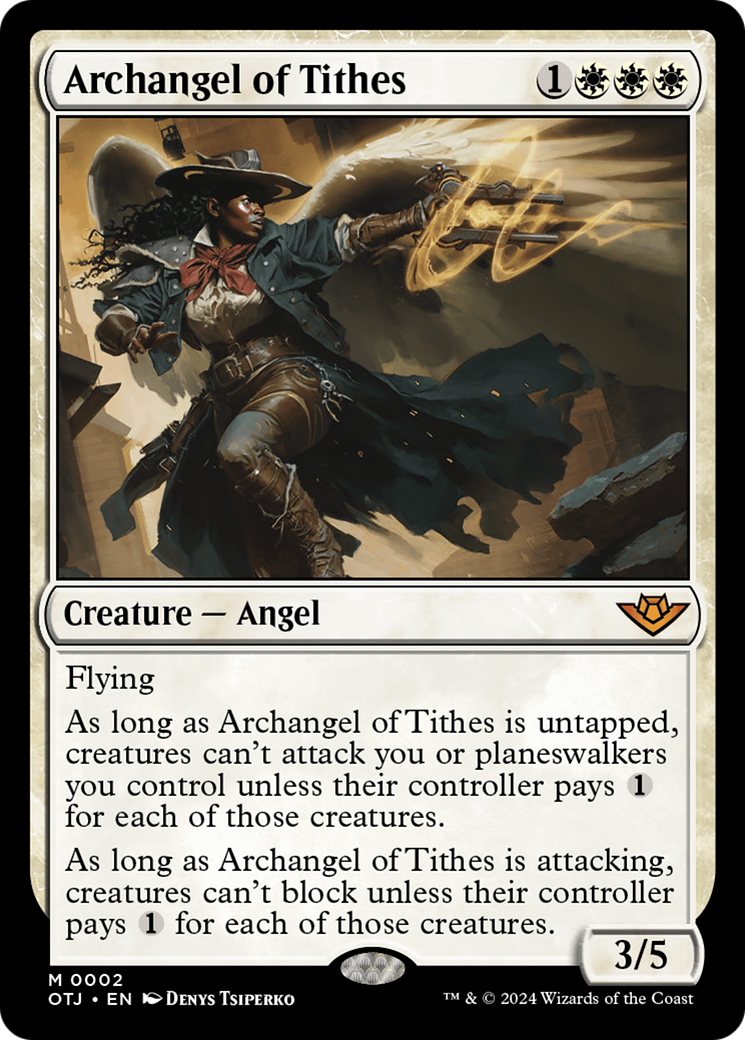 Archangel of Tithes 1
Creature — Angel
Flying
As long as Archangel of Tithes is untapped,
creatures can't attack you or planeswalkers
you control unless their controller pays 1
for each of those creatures.
As long as Archangel of Tithes is attacking,
creatures can't block unless their controller
pays 1 for each of those creatures.
3/5
M 0002
OTJ • EN Denys Tsiperko
™ & © 2024 Wizards of the Coast